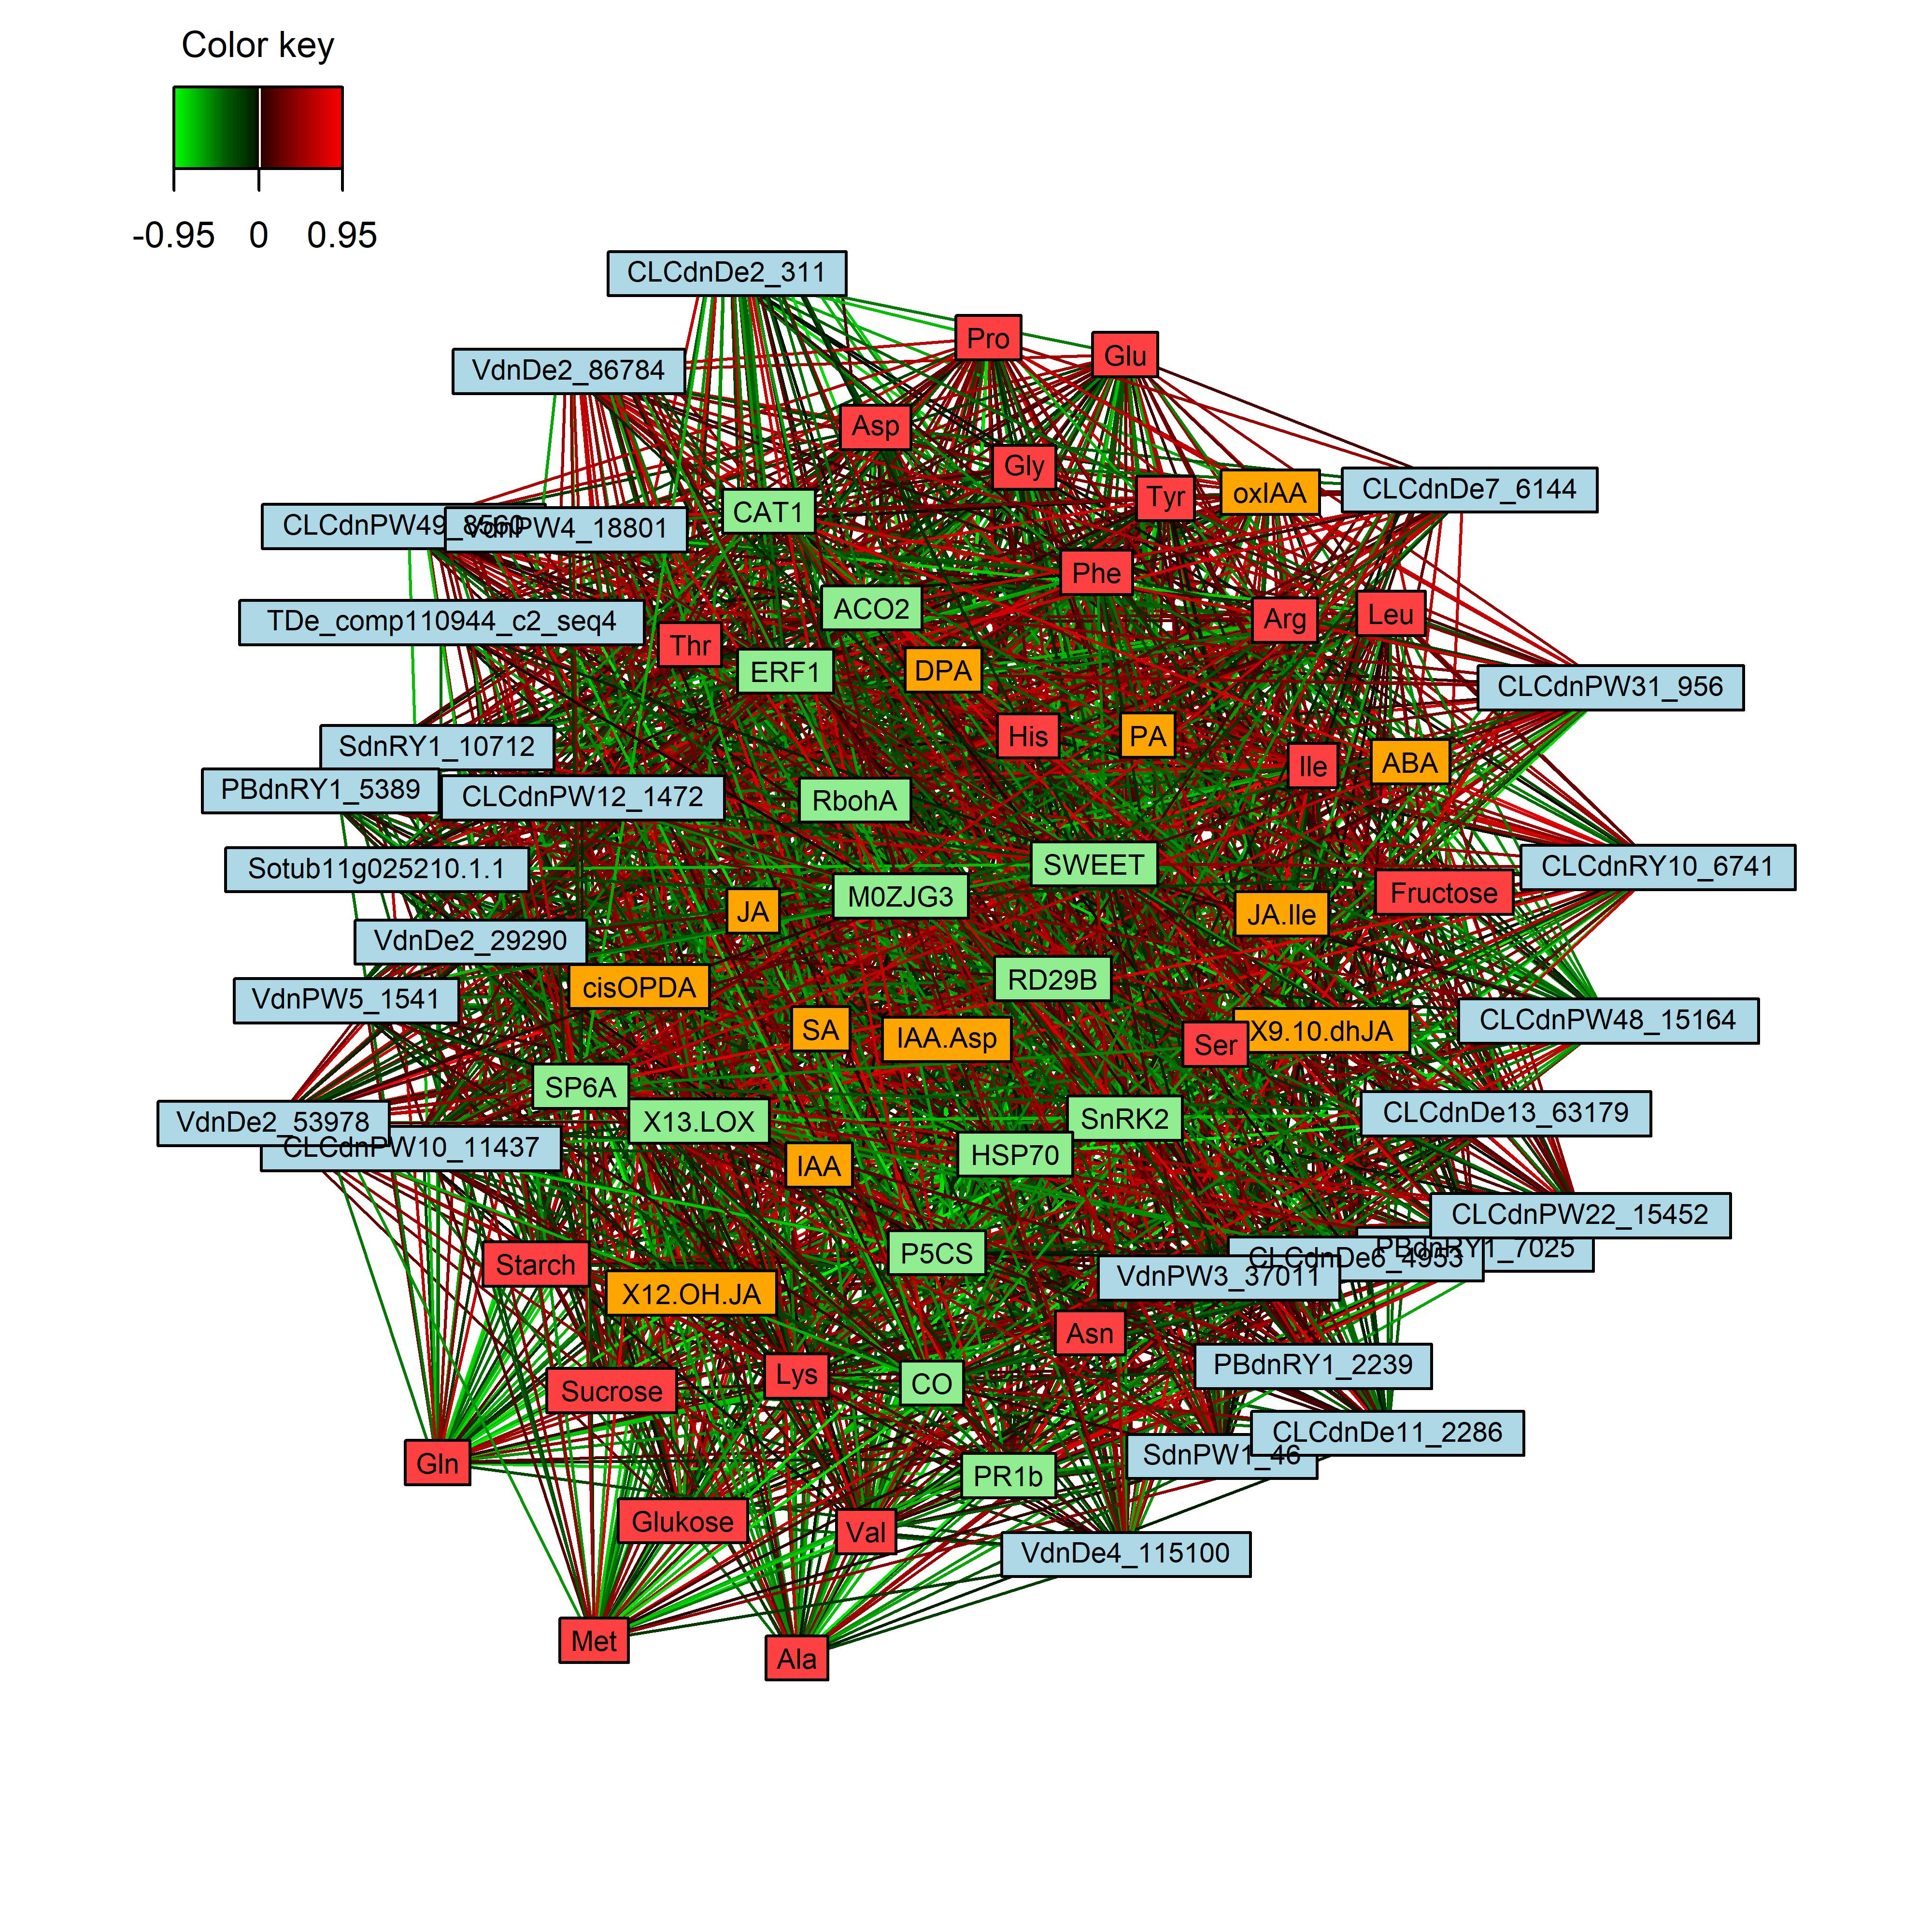 Color key
-0.95 0 0.95
CLCdnDe2_311
Pro
Glu
VdnDe2_86784
Asp
Gly
Tyr
oxIAA
CLCdnDe7_6144
CAT1
CLCdnPW49_8560
VdnPW4_18801
Phe
ACO2
Arg
Leu
TDe_comp110944_c2_seq4
Thr
ERF1
DPA
CLCdnPW31_956
His
PA
SdnRY1_10712
Ile
ABA
PBdnRY1_5389
CLCdnPW12_1472
RbohA
Sotub11g025210.1.1
SWEET
CLCdnRY10_6741
M0ZJG3
Fructose
JA
JA.Ile
VdnDe2_29290
RD29B
cisOPDA
VdnPW5_1541
CLCdnPW48_15164
SA
IAA.Asp
Ser
X9.10.dhJA
SP6A
X13.LOX
SnRK2
CLCdnDe13_63179
VdnDe2_53978
CLCdnPW10_11437
HSP70
IAA
CLCdnPW22_15452
P5CS
PBdnRY1_7025
CLCdnDe6_4953
Starch
VdnPW3_37011
X12.OH.JA
Asn
PBdnRY1_2239
Lys
CO
Sucrose
CLCdnDe11_2286
Gln
SdnPW1_46
PR1b
Glukose
Val
VdnDe4_115100
Met
Ala